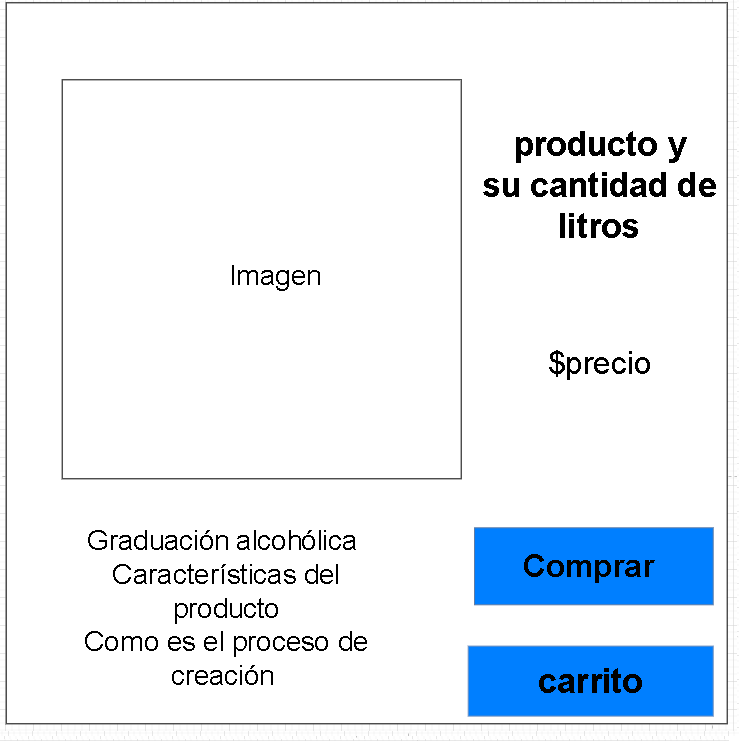 producto y
su cantidad de
litros
Imagen
$precio
Graduación alcohólica
Características del
producto
Como es el proceso de
creación
Comprar
carrito